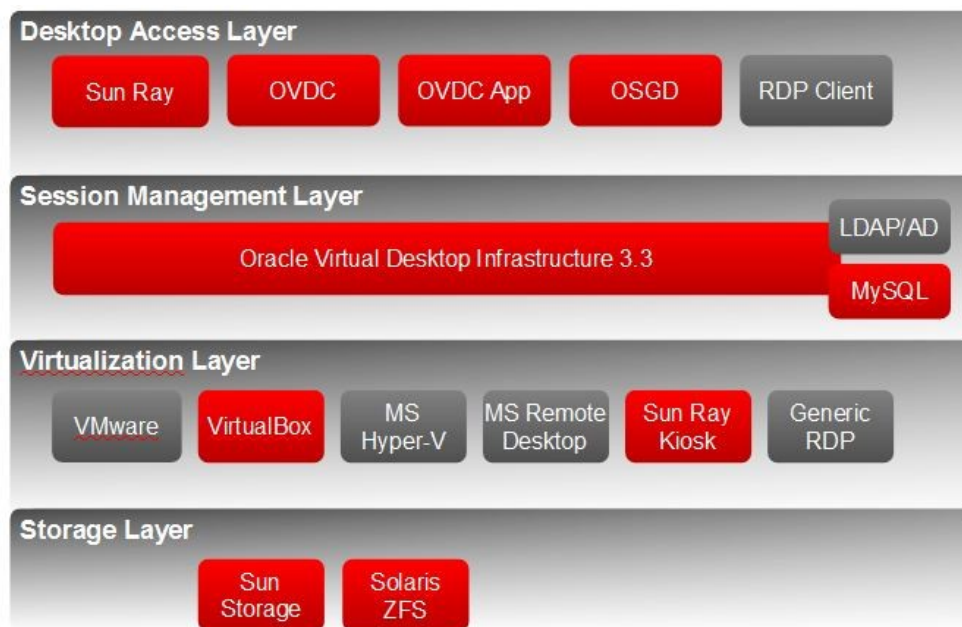 Desktop Access Layer
Sun Ray
OVDC
OVDC App
OSGD
RDP Client
Session Management Layer
Oracle Virtual Desktop Infrastructure 3.3
LDAP/AD
MySQL
Virtualization Layer
VMware
VirtualBox
MS
Hyper-V
MS Remote
Desktop
Sun Ray
Kiosk
Generic
RDP
Storage Layer
Sun
Storage
Solaris
ZFS